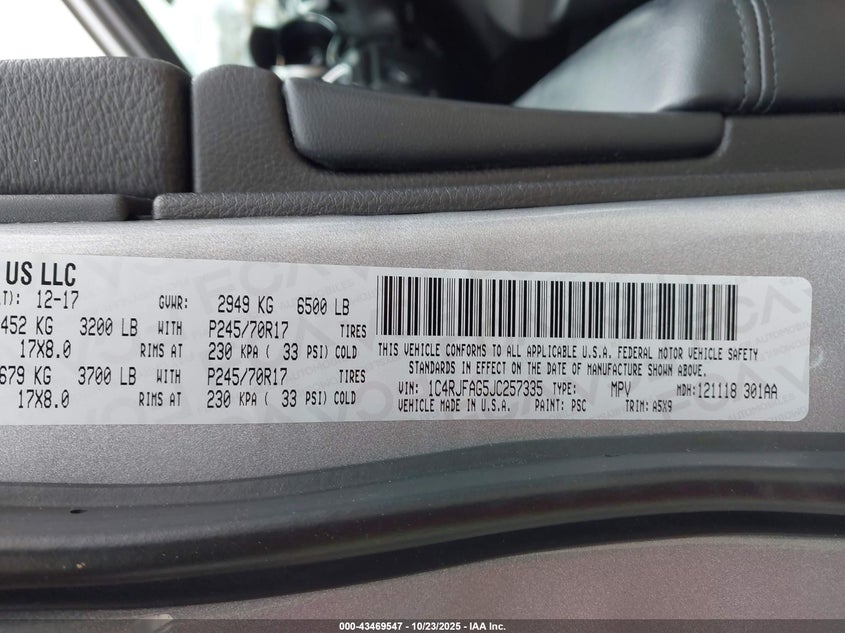 US LLC
12-17 GVWR: 2949 KG 6500 LB
452 KG 3200 LB WITH P245/70R17 TIRES
17X8.0 RIMS AT 230 KPA ( 33 PSI) COLD
679 KG 3700 LB WITH P245/70R17 TIRES
17X8.0 RIMS AT 230 KPA ( 33 PSI) COLD
THIS VEHICLE CONFORMS TO ALL APPLICABLE U.S.A. FEDERAL MOTOR VEHICLE SAFETY
STANDARDS IN EFFECT ON THE DATE OF MANUFACTURE SHOWN ABOVE.
VIN: 1C4RJFAG5JC257335 TYPE: MPV MDH:121118 301AA
VEHICLE MADE IN U.S.A. PAINT: PSC TRIM: A5X9
000-43469547 - 10/23/2025 - IAA Inc.